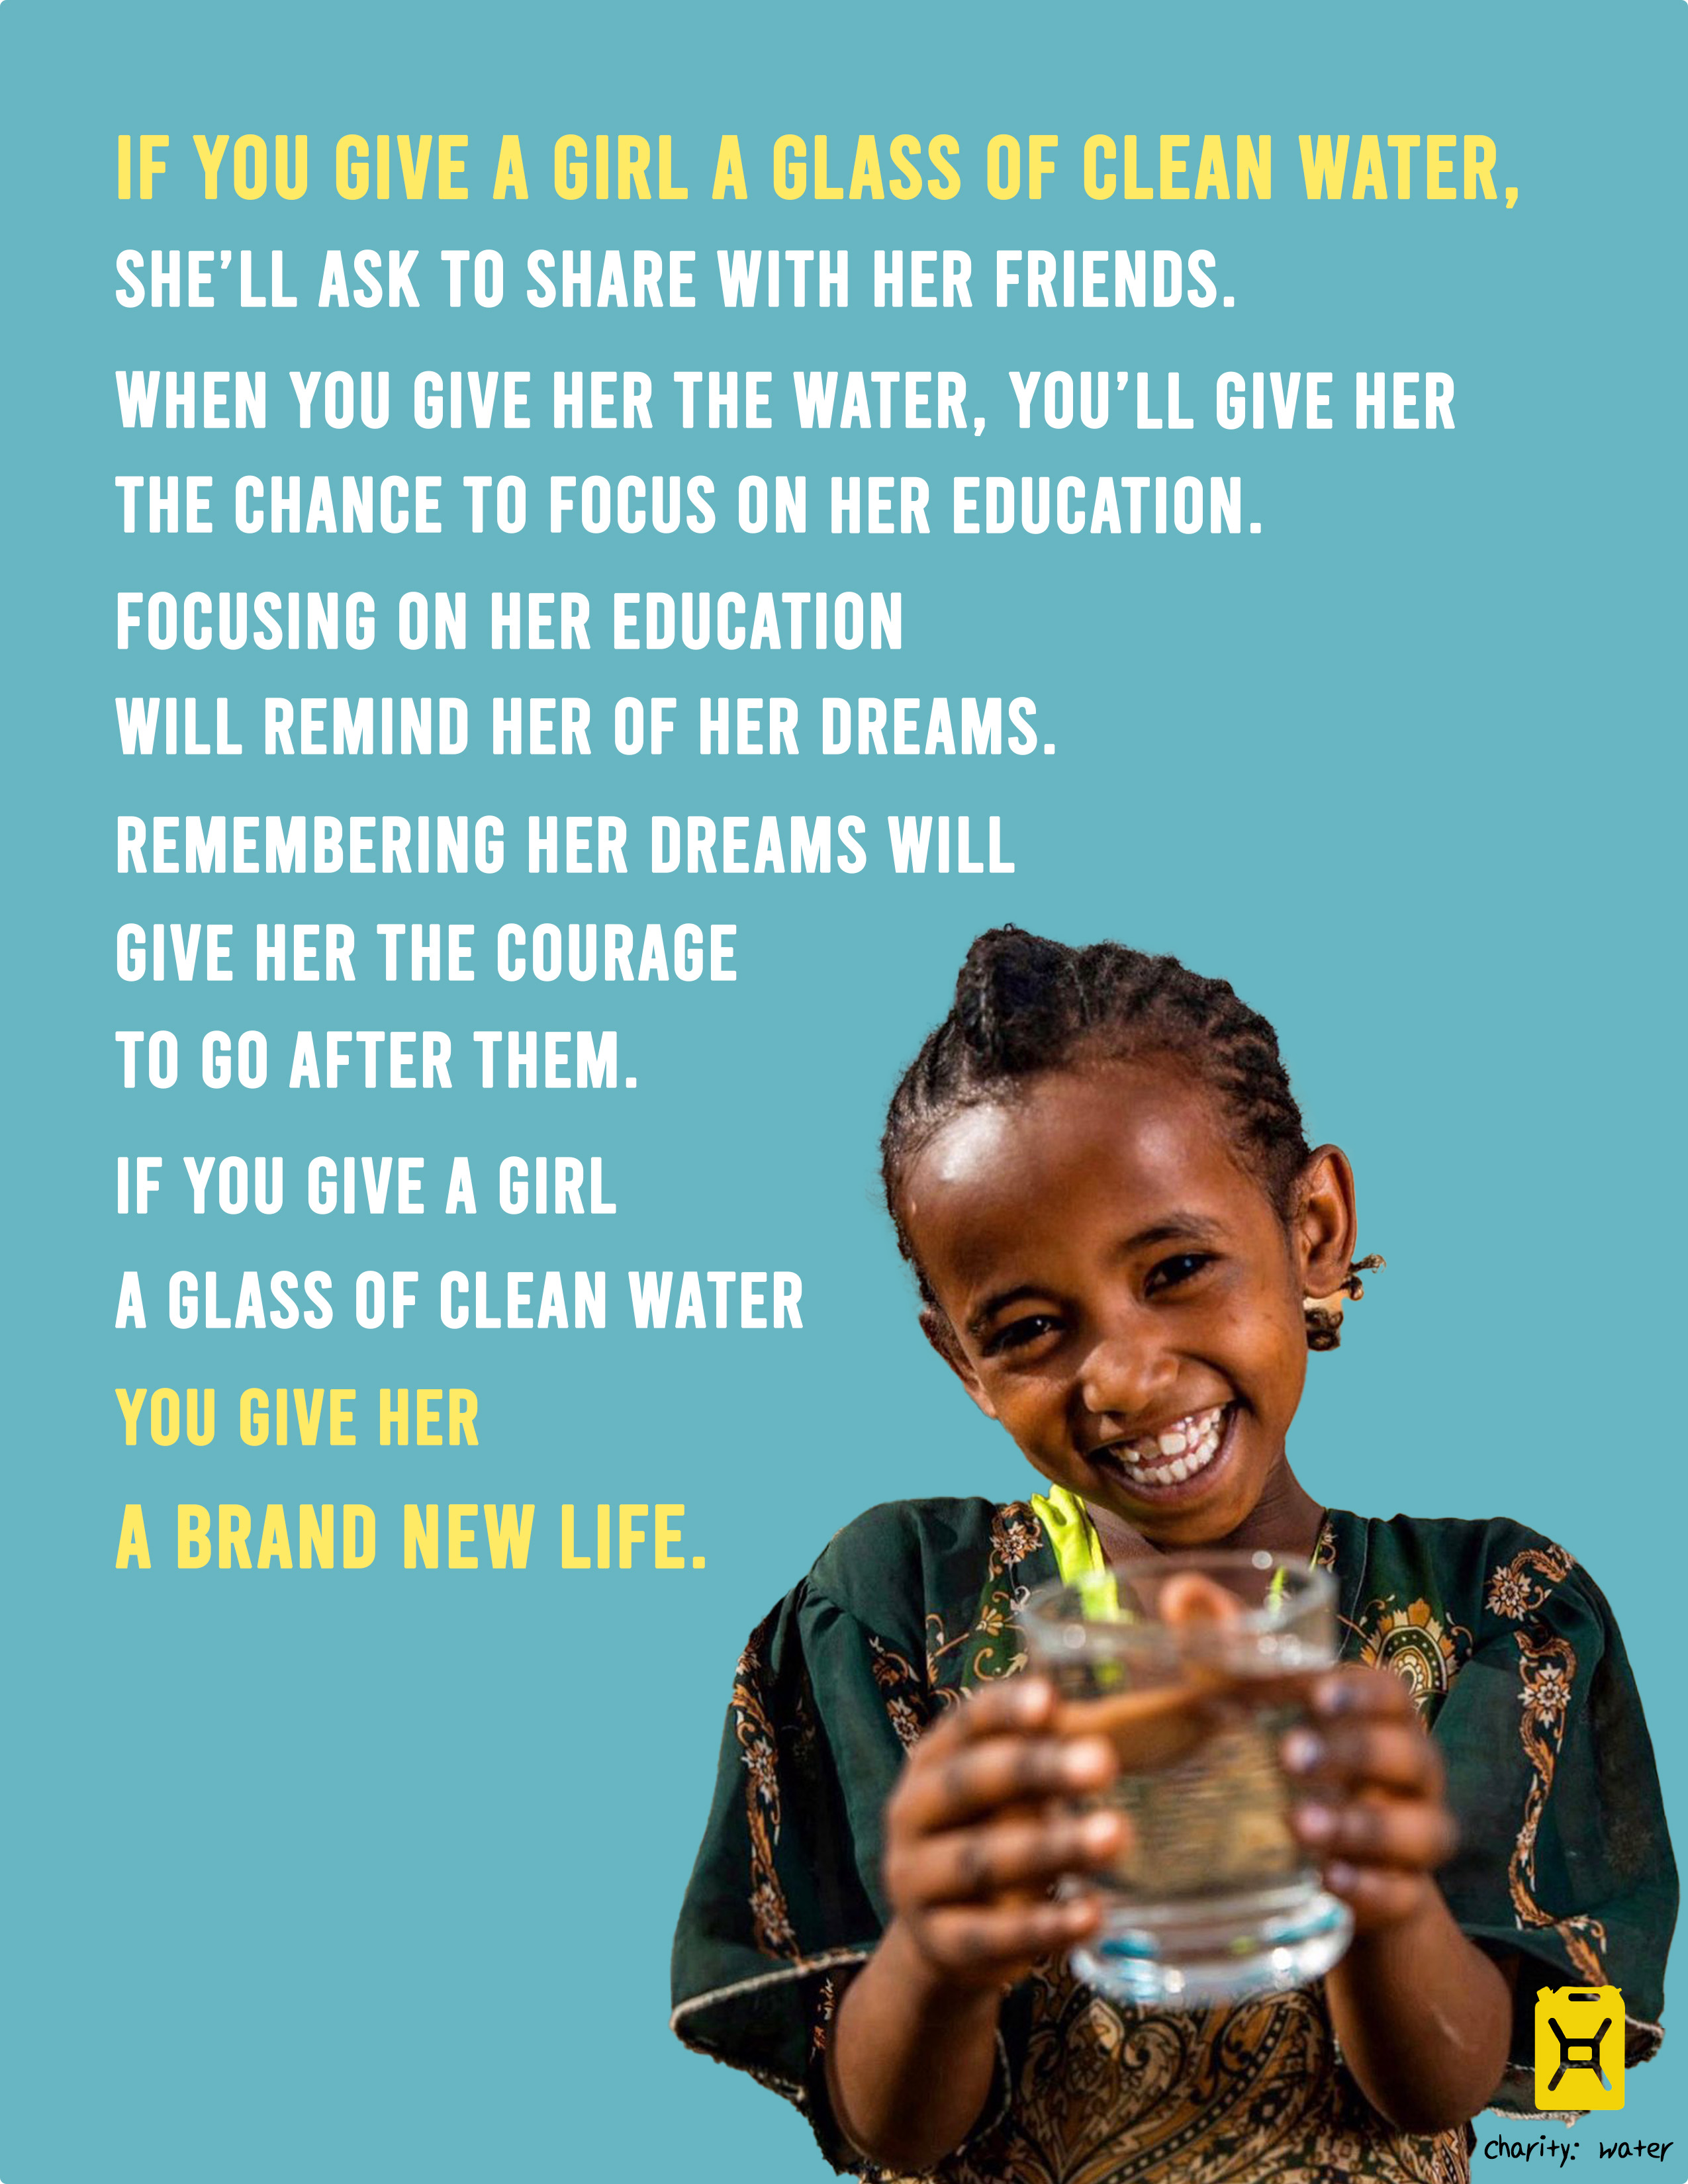 IF YOU GIVE A GIRL A GLASS OF CLEAN WATER,
SHE'LL ASK TO SHARE WITH HER FRIENDS.
WHEN YOU GIVE HER THE WATER, YOU'LL GIVE HER
THE CHANCE TO FOCUS ON HER EDUCATION.
FOCUSING ON HER EDUCATION
WILL REMIND HER OF HER DREAMS.
REMEMBERING HER DREAMS WILL
GIVE HER THE COURAGE
TO GO AFTER THEM.
IF YOU GIVE A GIRL
A GLASS OF CLEAN WATER
YOU GIVE HER
A BRAND NEW LIFE.
charity: water